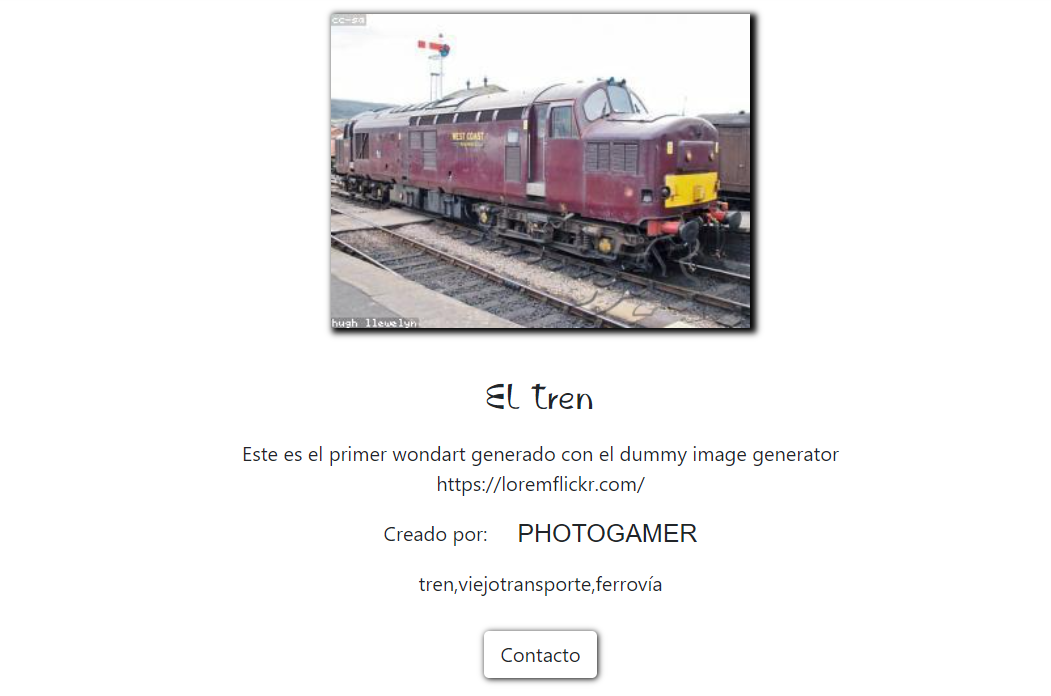 cc-sa
WEST COAST
hugh llewelyn
El tren
Este es el primer wondart generado con el dummy image generator
https://loremflickr.com/
Creado por: PHOTOGAMER
tren,viejotransporte,ferrovía
Contacto